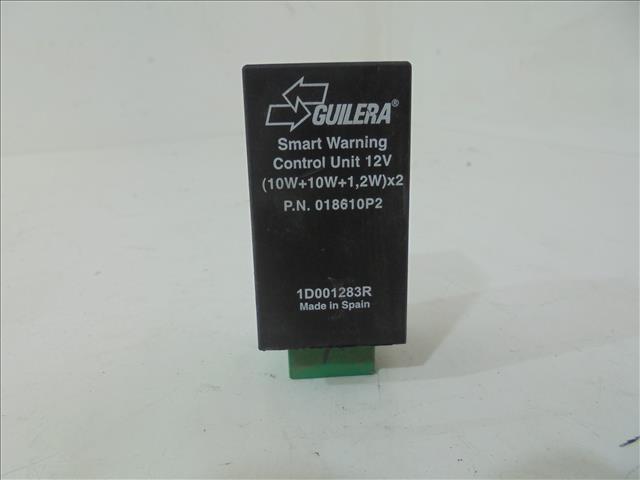 GUILERA®
Smart Warning
Control Unit 12V
(10W+10W+1,2W)x2
P.N. 018610P2
1D001283R
Made in Spain